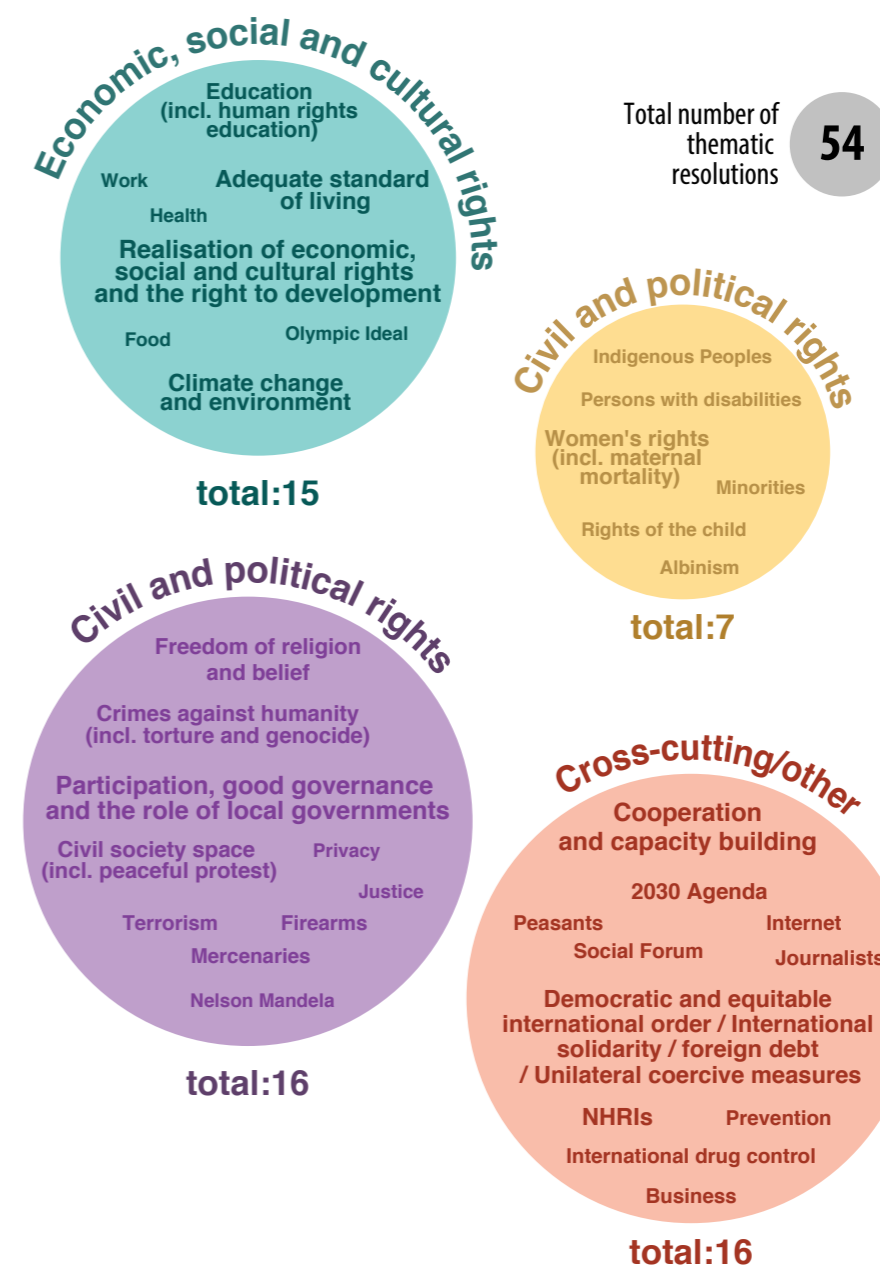 Economic, social and cultural rights
Education
(incl. human rights
education)
Work
Adequate standard
of living
Health
Realisation of economic,
social and cultural rights
and the right to development
Food
Olympic Ideal
Climate change
and environment
total:15
Total number of
thematic
resolutions
54
Civil and political rights
Indigenous Peoples
Persons with disabilities
Women's rights
(incl. maternal
mortality)
Minorities
Rights of the child
Albinism
total:7
Civil and political rights
Freedom of religion
and belief
Crimes against humanity
(incl. torture and genocide)
Participation, good governance
and the role of local governments
Civil society space
(incl. peaceful protest)
Privacy
Justice
Terrorism
Firearms
Mercenaries
Nelson Mandela
total:16
Cross-cutting/other
Cooperation
and capacity building
2030 Agenda
Peasants
Internet
Social Forum
Journalists
Democratic and equitable
international order / International
solidarity / foreign debt
/ Unilateral coercive measures
NHRIs
Prevention
International drug control
Business
total:16